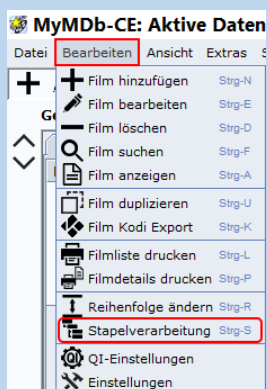 MyMDb-CE: Aktive Daten
Datei Bearbeiten Ansicht Extras
Film hinzufügen Strg-N
Film bearbeiten Strg-E
Film löschen Strg-D
Film suchen Strg-F
Film anzeigen Strg-A
Film duplizieren Strg-U
Film Kodi Export Strg-K
Filmliste drucken Strg-L
Filmdetails drucken Strg-P
Reihenfolge ändern Strg-R
Stapelverarbeitung Strg-S
QI-Einstellungen
Einstellungen